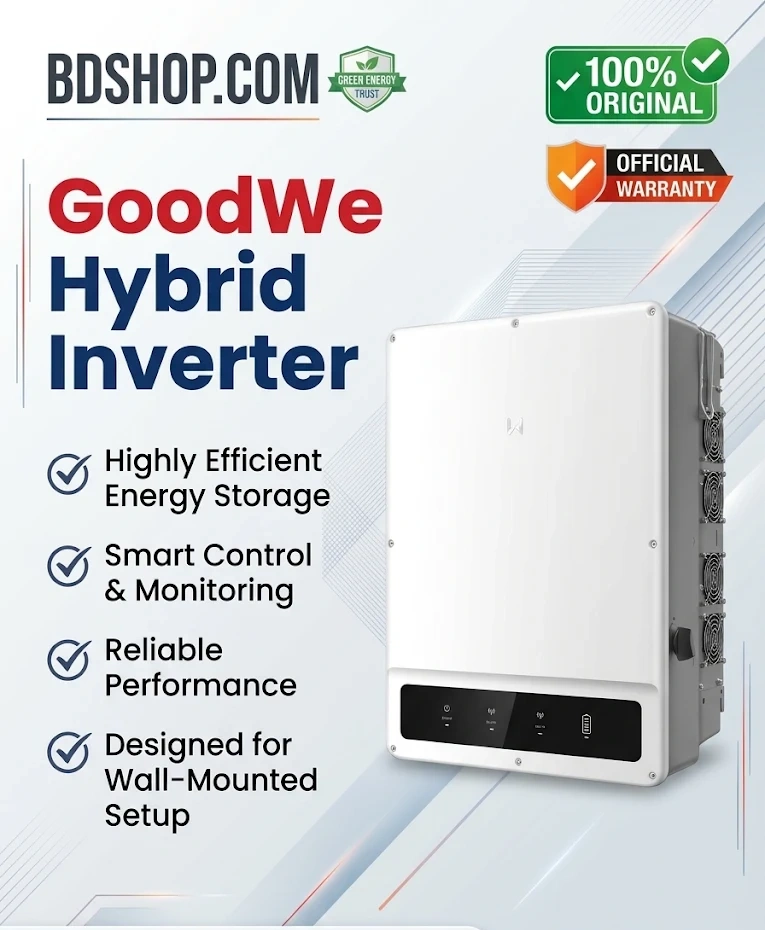 BDSHOP.COM
GREEN ENERGY
TRUST
100%
ORIGINAL
OFFICIAL
WARRANTY
GoodWe
Hybrid
Inverter
Highly Efficient
Energy Storage
Smart Control
& Monitoring
Reliable
Performance
Designed for
Wall-Mounted
Setup